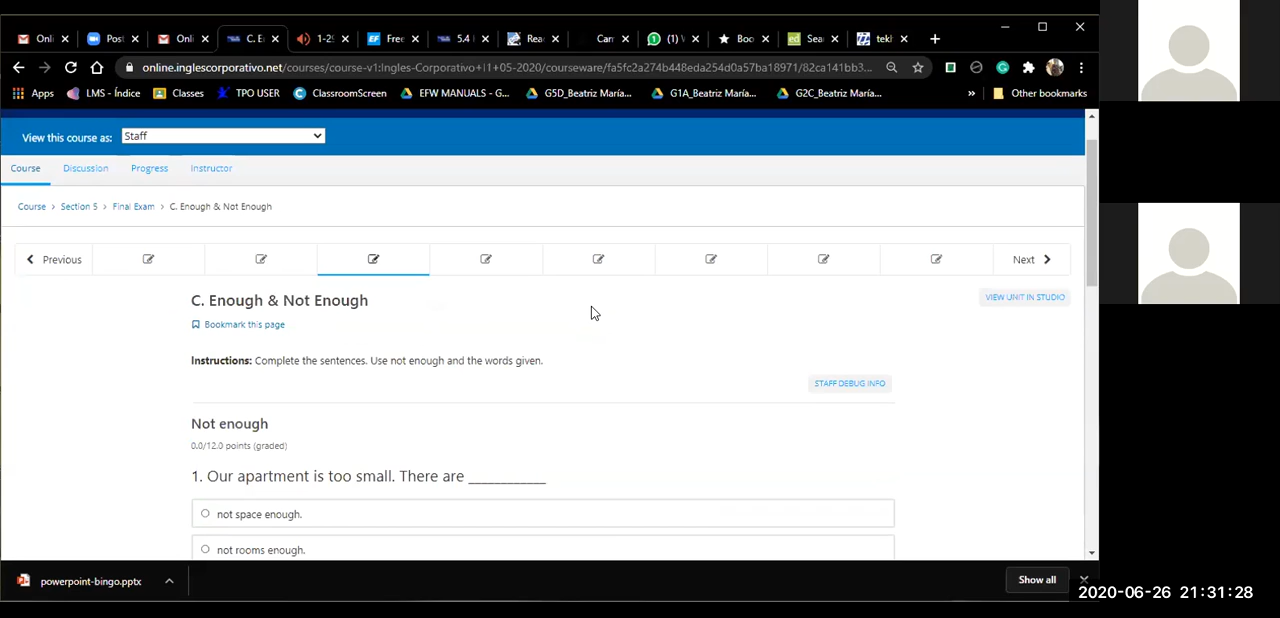 Onli
Post
Onli
C. E
1-29
Free
5.4
Rea
Can
(1)
Boo
Sea
online.inglescorporativo.net/courses/course-v1:Ingles-Corporativo+i1+05-2020/courseware/fa5fc2a274b448eda254d0a57ba18971/82ca141bb3...
Apps
LMS - Índice
Classes
TPO USER
ClassroomScreen
EFW MANUALS - G...
G5D_Beatriz María...
G1A_Beatriz María...
G2C_Beatriz María...
»
Other bookmarks
View this course as:
Staff
Course
Discussion
Progress
Instructor
Course > Section 5 > Final Exam > C. Enough & Not Enough
Previous
Next
C. Enough & Not Enough
VIEW UNIT IN STUDIO
Bookmark this page
Instructions: Complete the sentences. Use not enough and the words given.
STAFF DEBUG INFO
Not enough
0.0/12.0 points (graded)
1. Our apartment is too small. There are ____________
not space enough.
not rooms enough.
powerpoint-bingo.pptx
Show all
2020-06-26 21:31:28